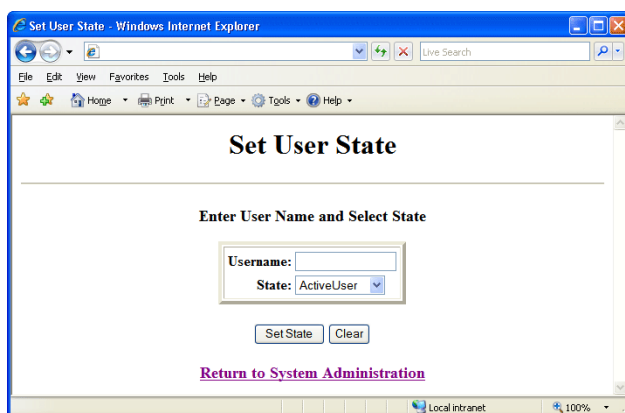 Set User State - Windows Internet Explorer
Live Search
File Edit View Favorites Tools Help
Home Print Page Tools Help
Set User State
Enter User Name and Select State
Username:
State: ActiveUser
Set State Clear
Return to System Administration
Local intranet 100%